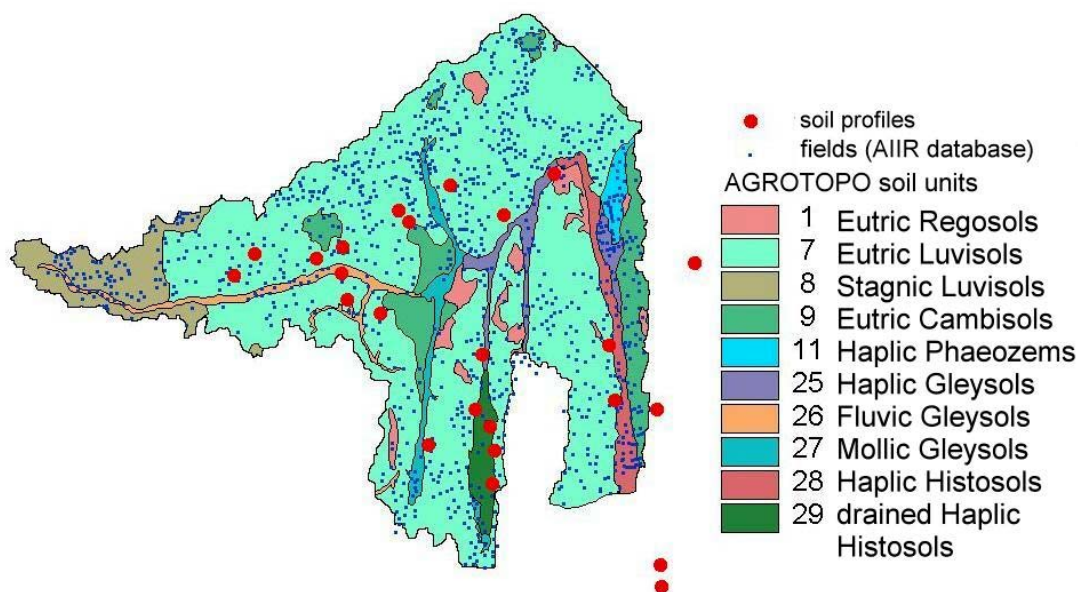 soil profiles
fields (AIIR database)
AGROTOPO soil units
1 Eutric Regosols
7 Eutric Luvisols
8 Stagnic Luvisols
9 Eutric Cambisols
11 Haplic Phaeozems
25 Haplic Gleysols
26 Fluvic Gleysols
27 Mollic Gleysols
28 Haplic Histosols
29 drained Haplic
Histosols